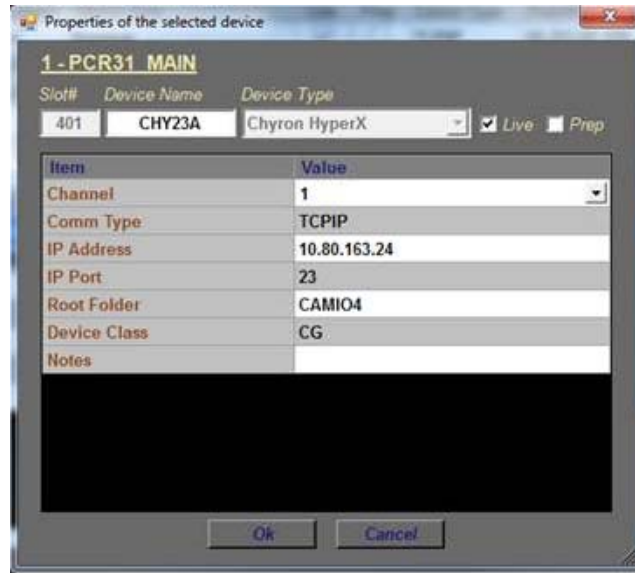 Properties of the selected device
1 - PCR31 MAIN
Slot# Device Name Device Type
401 CHY23A Chyron HyperX Live Prep
Item Value
Channel 1
Comm Type TCPIP
IP Address 10.80.163.24
IP Port 23
Root Folder CAMIO4
Device Class CG
Notes
Ok Cancel